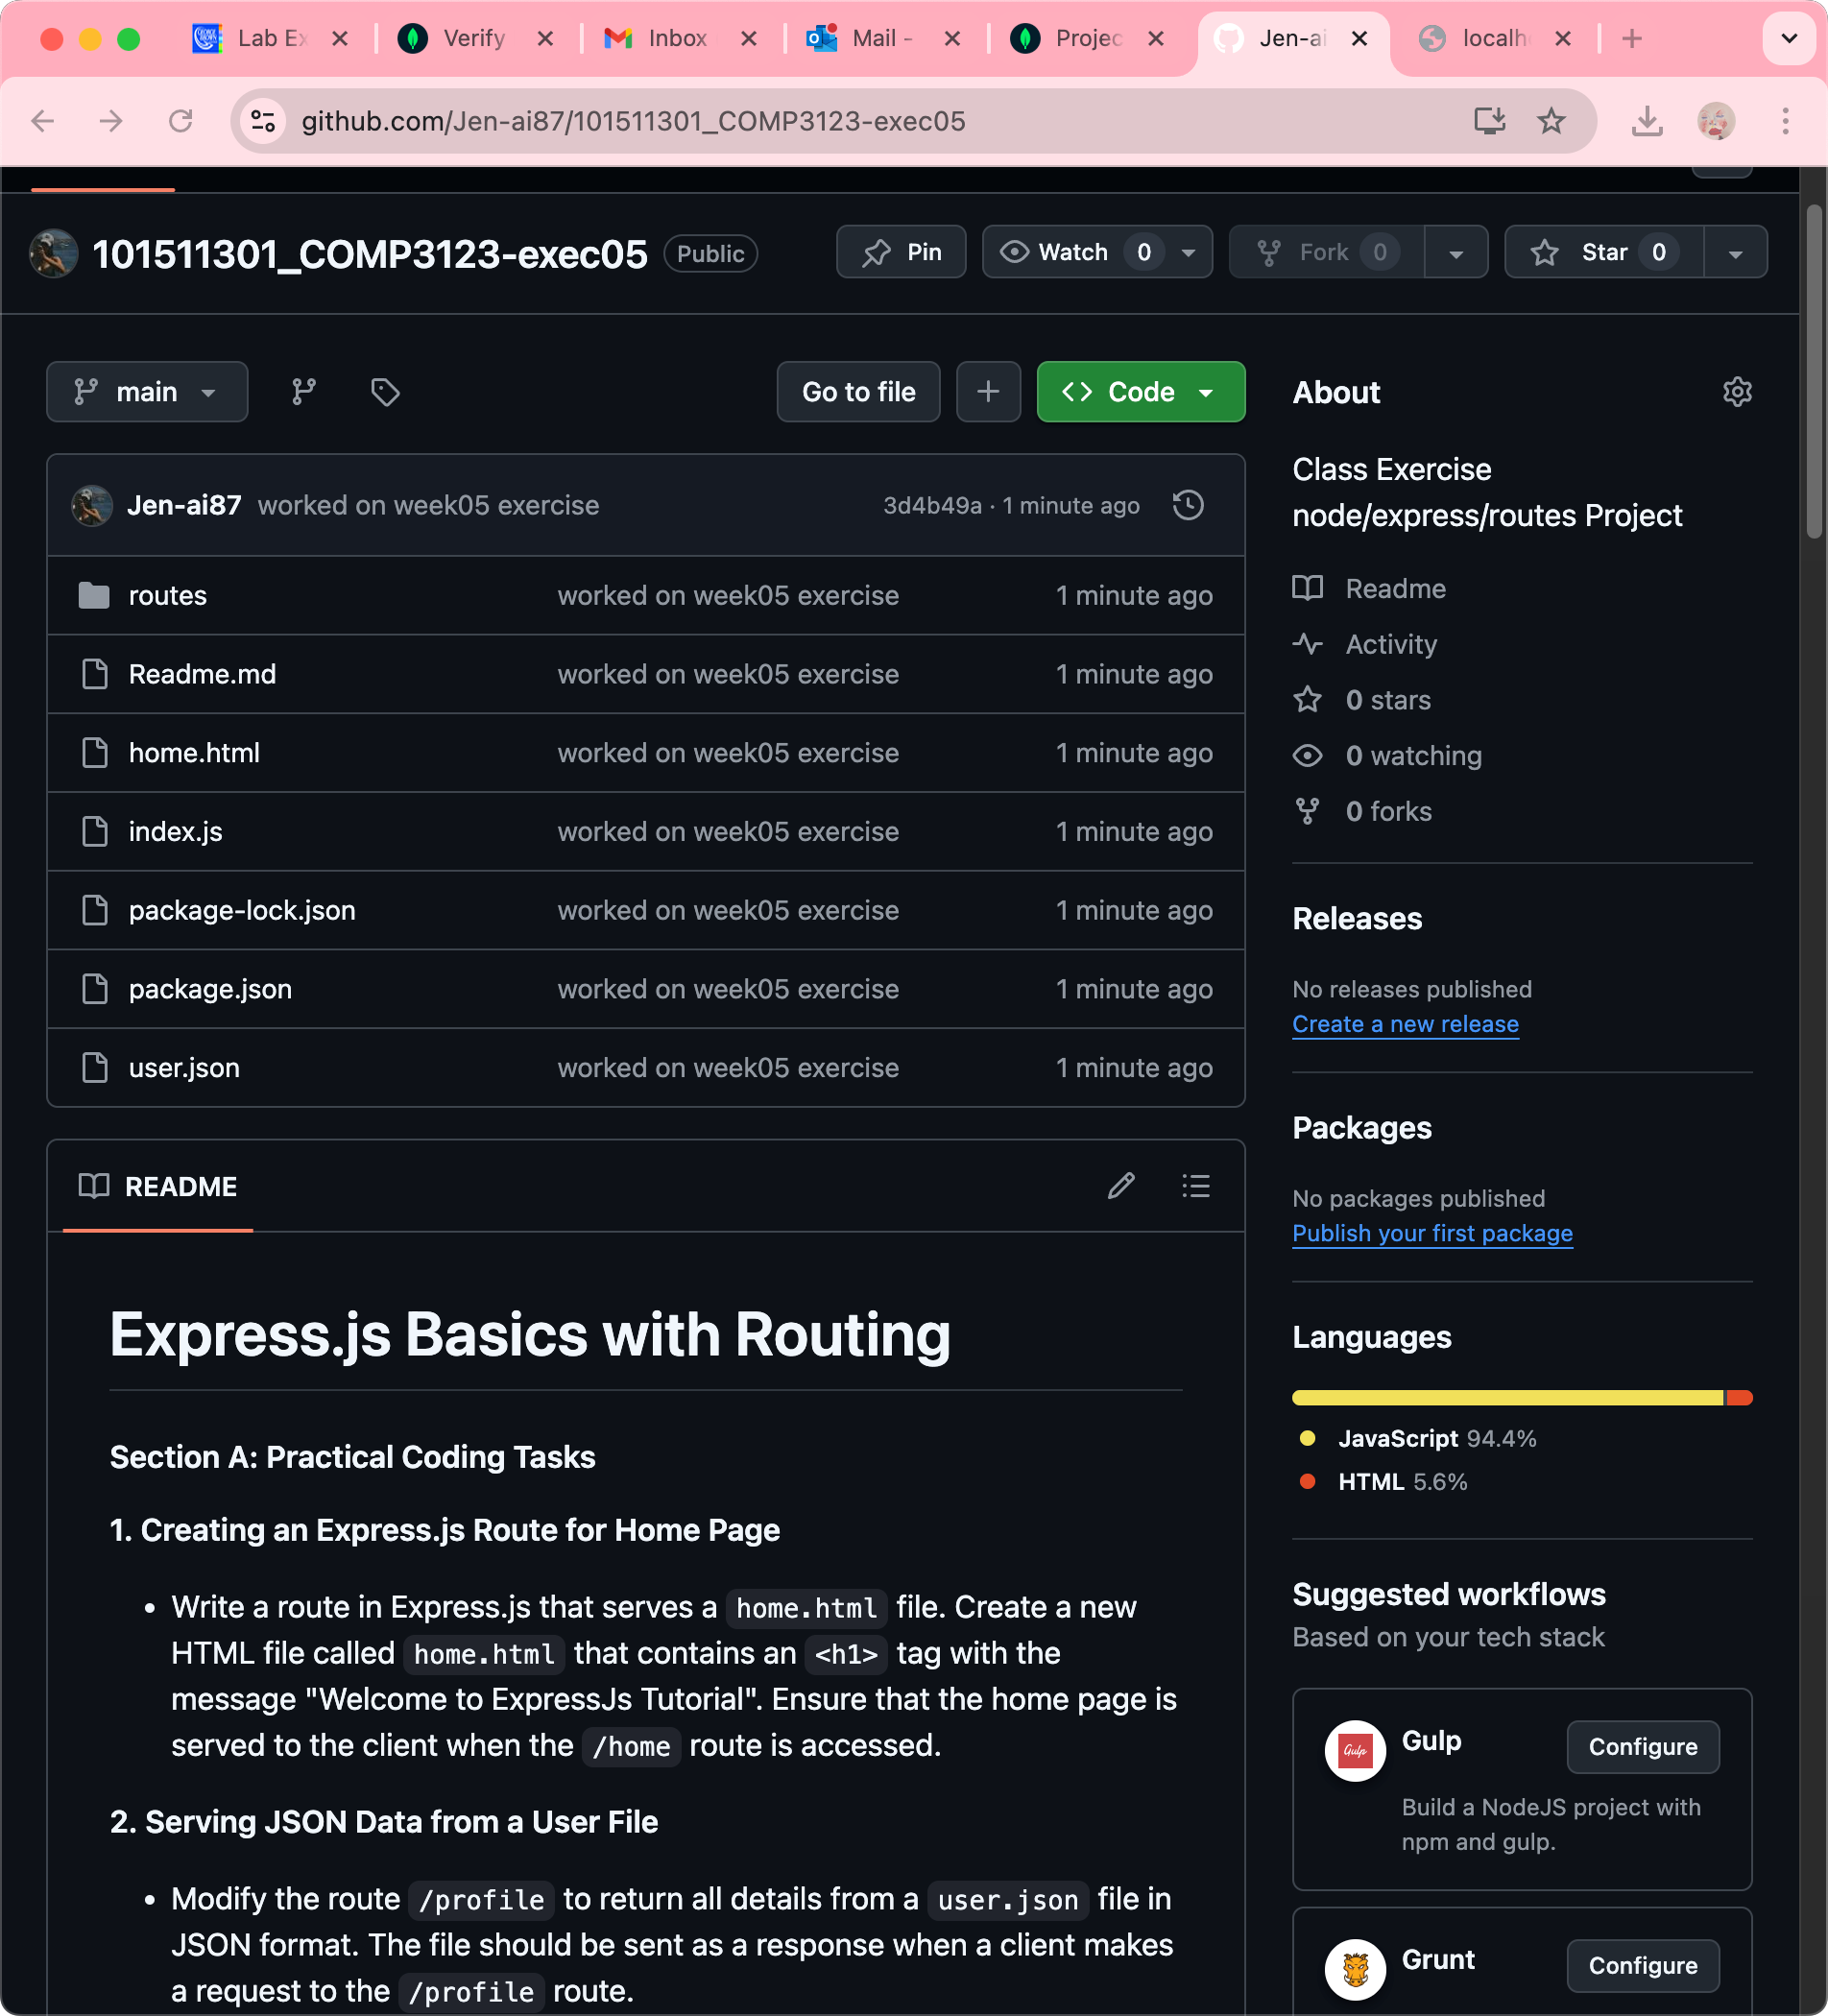 Lab Ex
Verify
Inbox
Mail -
Projec
Jen-ai
localh
github.com/Jen-ai87/101511301_COMP3123-exec05
101511301_COMP3123-exec05 Public
Pin
Watch 0
Fork 0
Star 0
main
Go to file
Code
Jen-ai87 worked on week05 exercise 3d4b49a · 1 minute ago
routes worked on week05 exercise 1 minute ago
Readme.md worked on week05 exercise 1 minute ago
home.html worked on week05 exercise 1 minute ago
index.js worked on week05 exercise 1 minute ago
package-lock.json worked on week05 exercise 1 minute ago
package.json worked on week05 exercise 1 minute ago
user.json worked on week05 exercise 1 minute ago
README
Express.js Basics with Routing
Section A: Practical Coding Tasks
1. Creating an Express.js Route for Home Page
• Write a route in Express.js that serves a home.html file. Create a new
HTML file called home.html that contains an <h1> tag with the
message "Welcome to ExpressJs Tutorial". Ensure that the home page is
served to the client when the /home route is accessed.
2. Serving JSON Data from a User File
• Modify the route /profile to return all details from a user.json file in
JSON format. The file should be sent as a response when a client makes
a request to the /profile route.
About
Class Exercise
node/express/routes Project
Readme
Activity
0 stars
0 watching
0 forks
Releases
No releases published
Create a new release
Packages
No packages published
Publish your first package
Languages
JavaScript 94.4%
HTML 5.6%
Suggested workflows
Based on your tech stack
Gulp
Gulp
Configure
Build a NodeJS project with
npm and gulp.
Grunt
Configure